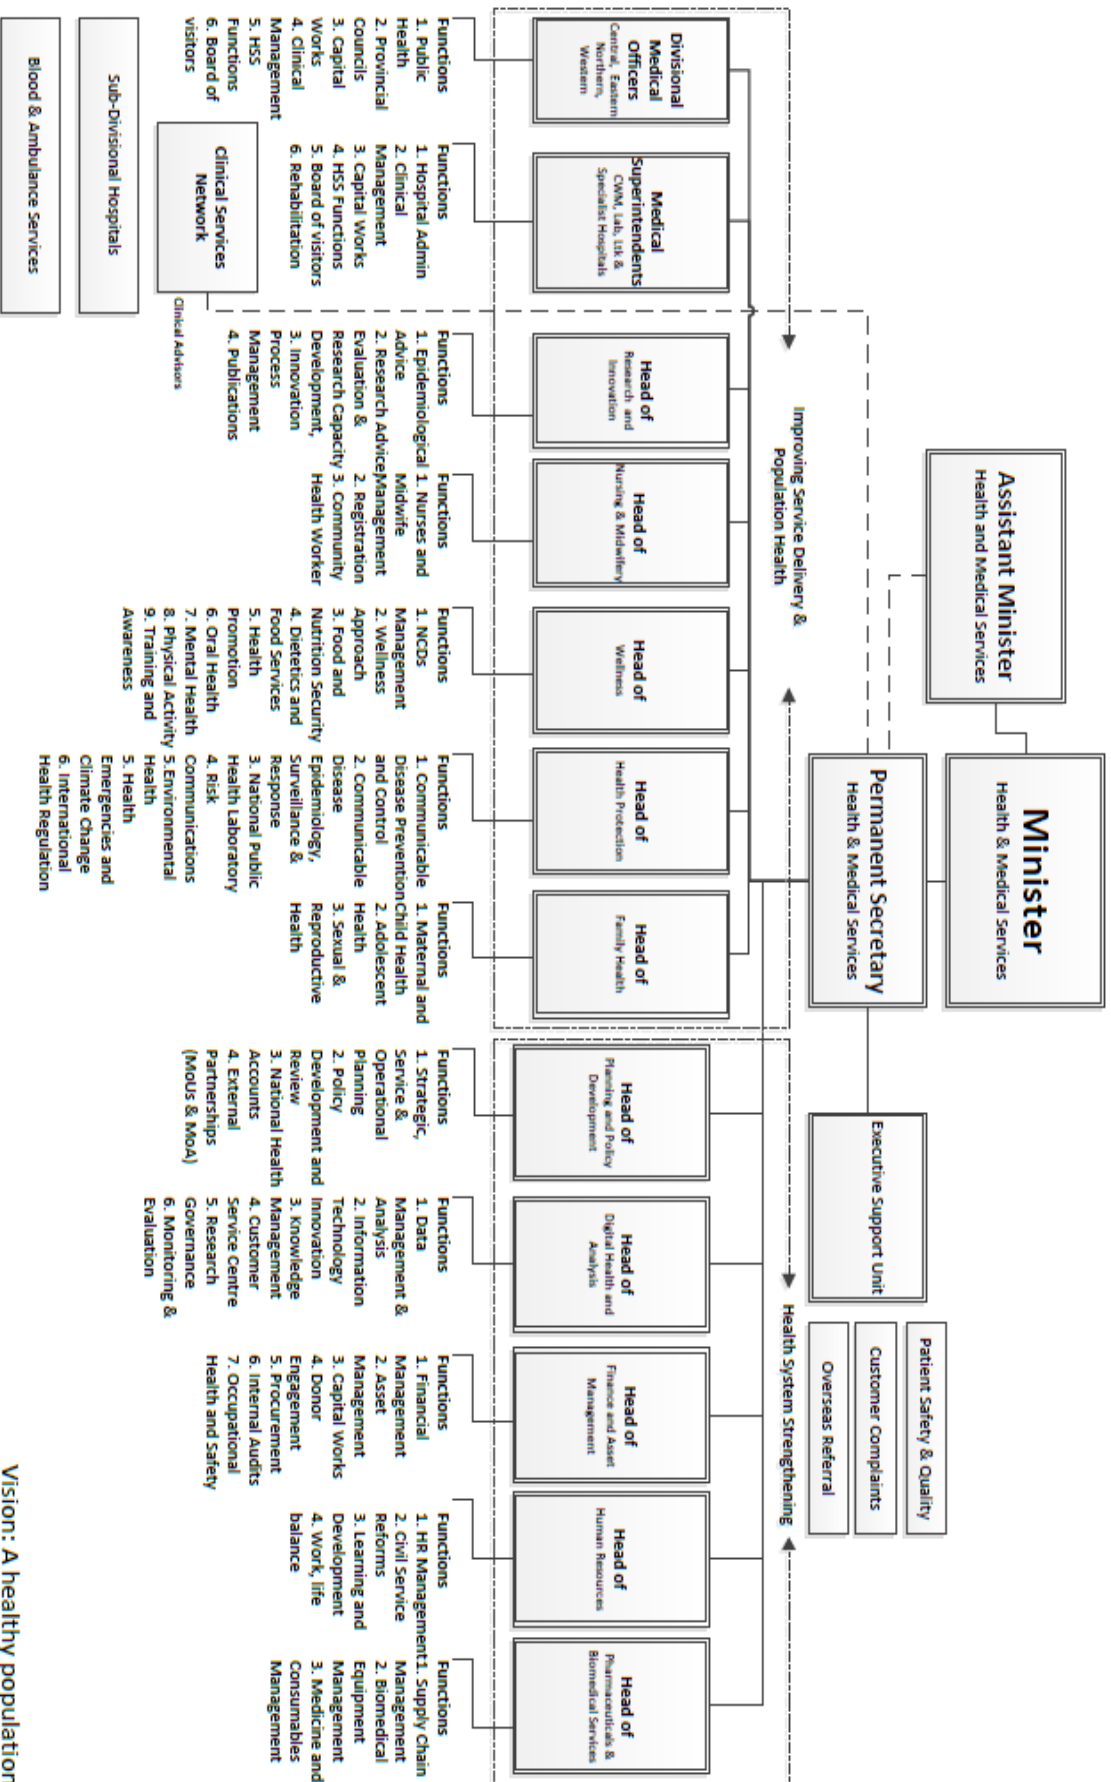 Minister
Health & Medical Services
Assistant Minister
Health and Medical Services
Permanent Secretary
Health & Medical Services
Executive Support Unit
Patient Safety & Quality
Customer Complaints
Overseas Referral
Improving Service Delivery &
Population Health
Health System Strengthening
Divisional
Medical
Officers
Central, Eastern
Northern,
Western
Functions
1. Public
Health
2. Provincial
Councils
3. Capital
Works
4. Clinical
Management
5. HSS
Functions
6. Board of
visitors
Medical
Superintendents
CWM, Lab, Ltk &
Specialist Hospitals
Functions
1. Hospital Admin
2. Clinical
Management
3. Capital Works
4. HSS Functions
5. Board of visitors
6. Rehabilitation
Head of
Research and
Innovation
Functions
1. Epidemiological
Advice
2. Research Advice,
Evaluation &
Research Capacity
Development,
3. Innovation
Process
Management
4. Publications
Head of
Nursing & Midwifery
Functions
1. Nurses and
Midwife
Management
2. Registration
3. Community
Health Worker
Head of
Wellness
Functions
1. NCDs
Management
2. Wellness
Approach
3. Food and
Nutrition Security
4. Dietetics and
Food Services
5. Health
Promotion
6. Oral Health
7. Mental Health
8. Physical Activity
9. Training and
Awareness
Head of
Health Protection
Functions
1. Communicable
Disease Prevention
and Control
2. Communicable
Disease
Epidemiology,
Surveillance &
Response
3. National Public
Health Laboratory
4. Risk
Communications
5. Environmental
Health
5. Health
Emergencies and
Climate Change
6. International
Health Regulation
Head of
Family Health
Functions
1. Maternal and
Child Health
2. Adolescent
Health
3. Sexual &
Reproductive
Health
Head of
Planning and Policy
Development
Functions
1. Strategic,
Service &
Operational
Planning
2. Policy
Development and
Review
3. National Health
Accounts
4. External
Partnerships
(MoUs & MoA)
Head of
Digital Health and
Analysis
Functions
1. Data
Management &
Analysis
2. Information
Technology
Innovation
3. Knowledge
Management
4. Customer
Service Centre
5. Research
Governance
6. Monitoring &
Evaluation
Head of
Finance and Asset
Management
Functions
1. Financial
Management
2. Asset
Management
3. Capital Works
4. Donor
Engagement
5. Procurement
6. Internal Audits
7. Occupational
Health and Safety
Head of
Human Resources
Functions
1. HR Management
2. Civil Service
Reforms
3. Learning and
Development
4. Work, life
balance
Head of
Pharmaceuticals &
Biomedical Services
Functions
1. Supply Chain
Management
2. Biomedical
Equipment
Management
3. Medicine and
Consumables
Management
Clinical Services
Network
Clinical Advisors
Sub-Divisional Hospitals
Blood & Ambulance Services
Vision: A healthy population